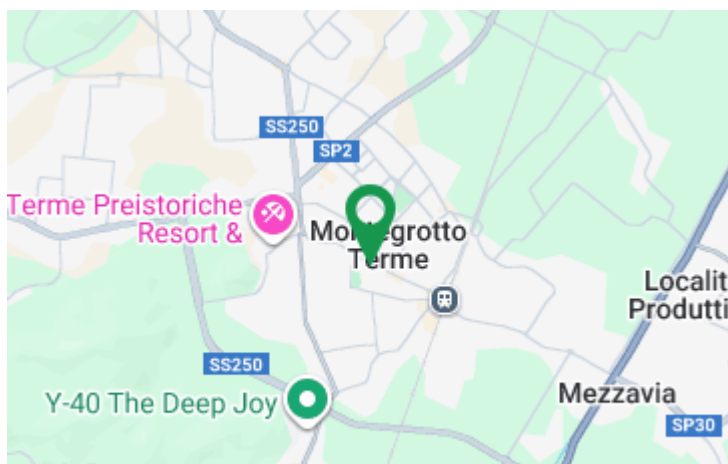 SS250
SP2
Terme Preistoriche
Resort &
Montegrotto
Terme
Localit
Produtti
SS250
Y-40 The Deep Joy
Mezzavia
SP30